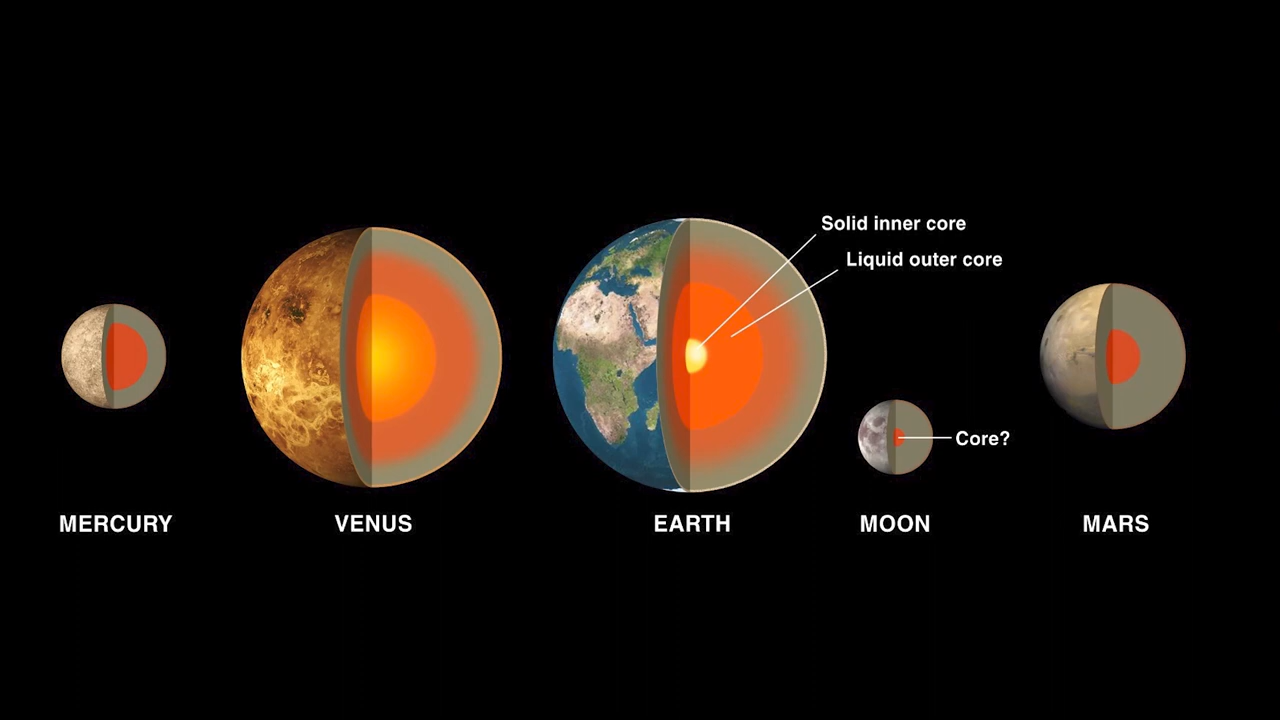 Solid inner core
Liquid outer core
Core?
MERCURY
VENUS
EARTH
MOON
MARS